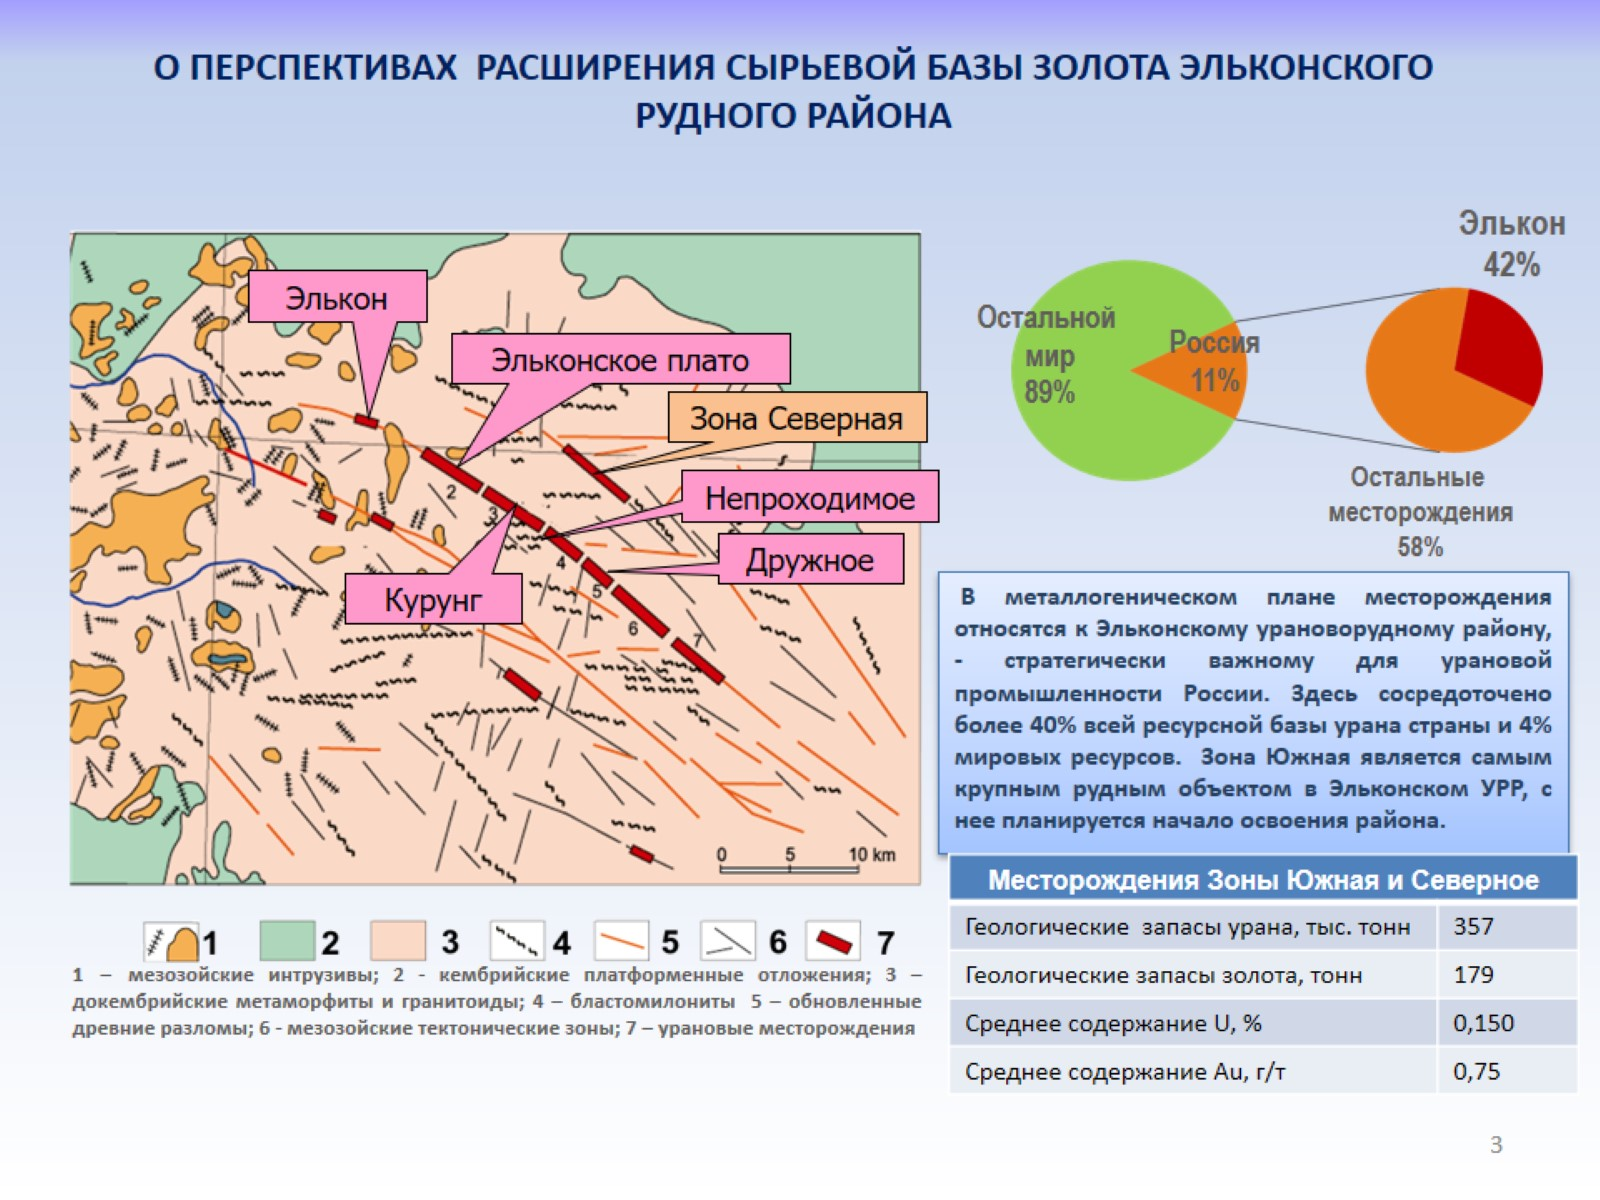 О ПЕРСПЕКТИВАХ РАСШИРЕНИЯ СЫРЬЕВОЙ БАЗЫ ЗОЛОТА ЭЛЬКОНСКОГО
РУДНОГО РАЙОНА
Элькон
Эльконское плато
Зона Северная
Непроходимое
Дружное
Курунг
2
3
4
5
6
7
0 5 10 km
1 2 3 4 5 6 7
1 – мезозойские интрузивы; 2 - кембрийские платформенные отложения; 3 –
докембрийские метаморфиты и гранитоиды; 4 – бластомилониты 5 – обновленные
древние разломы; 6 - мезозойские тектонические зоны; 7 – урановые месторождения
Остальной
мир
89%
Россия
11%
Элькон
42%
Остальные
месторождения
58%
В металлогеническом плане месторождения
относятся к Эльконскому урановорудному району,
- стратегически важному для урановой
промышленности России. Здесь сосредоточено
более 40% всей ресурсной базы урана страны и 4%
мировых ресурсов. Зона Южная является самым
крупным рудным объектом в Эльконском УРР, с
нее планируется начало освоения района.
Месторождения Зоны Южная и Северное
Геологические запасы урана, тыс. тонн 357
Геологические запасы золота, тонн 179
Среднее содержание U, % 0,150
Среднее содержание Au, г/т 0,75
3